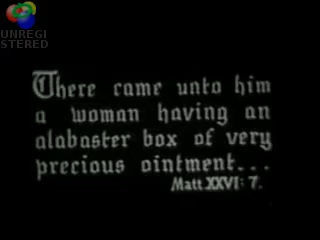 UNREGI
STERED
There came unto him
a woman having an
alabaster box of very
precious ointment...
Matt.XXVI: 7.